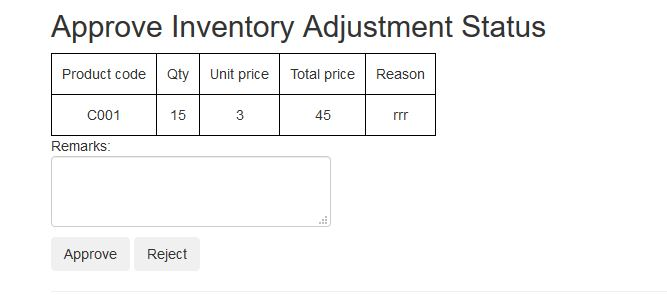 Approve Inventory Adjustment Status
Product code Qty Unit price Total price Reason
C001 15 3 45 rrr
Remarks:
Approve Reject